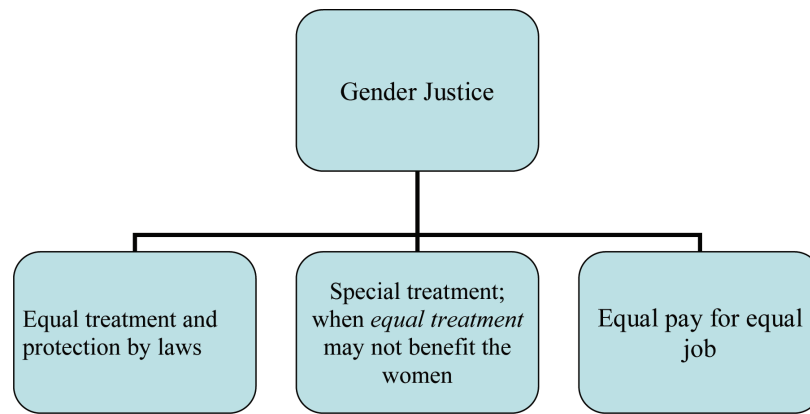 Gender Justice
Equal treatment and
protection by laws
Special treatment;
when equal treatment
may not benefit the
women
Equal pay for equal
job